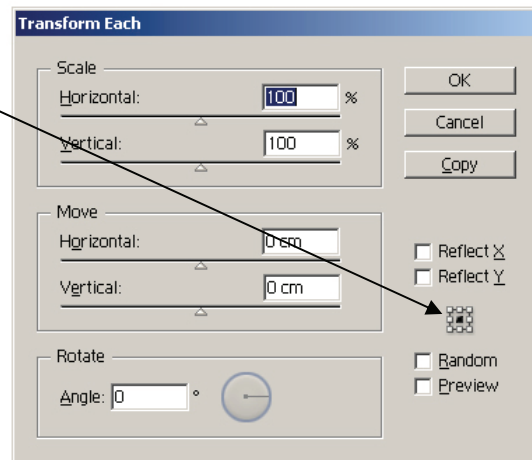 Transform Each
Scale
Horizontal: 100 %
Vertical: 100 %
Move
Horizontal: 0 cm
Vertical: 0 cm
Rotate
Angle: 0 °
OK
Cancel
Copy
Reflect X
Reflect Y
Random
Preview